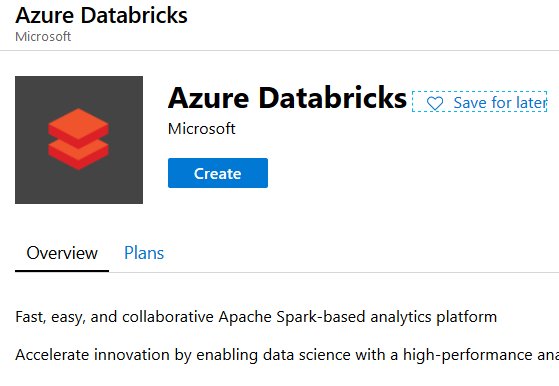 Azure Databricks
Microsoft
Azure Databricks Save for later
Microsoft
Create
Overview Plans
Fast, easy, and collaborative Apache Spark-based analytics platform
Accelerate innovation by enabling data science with a high-performance